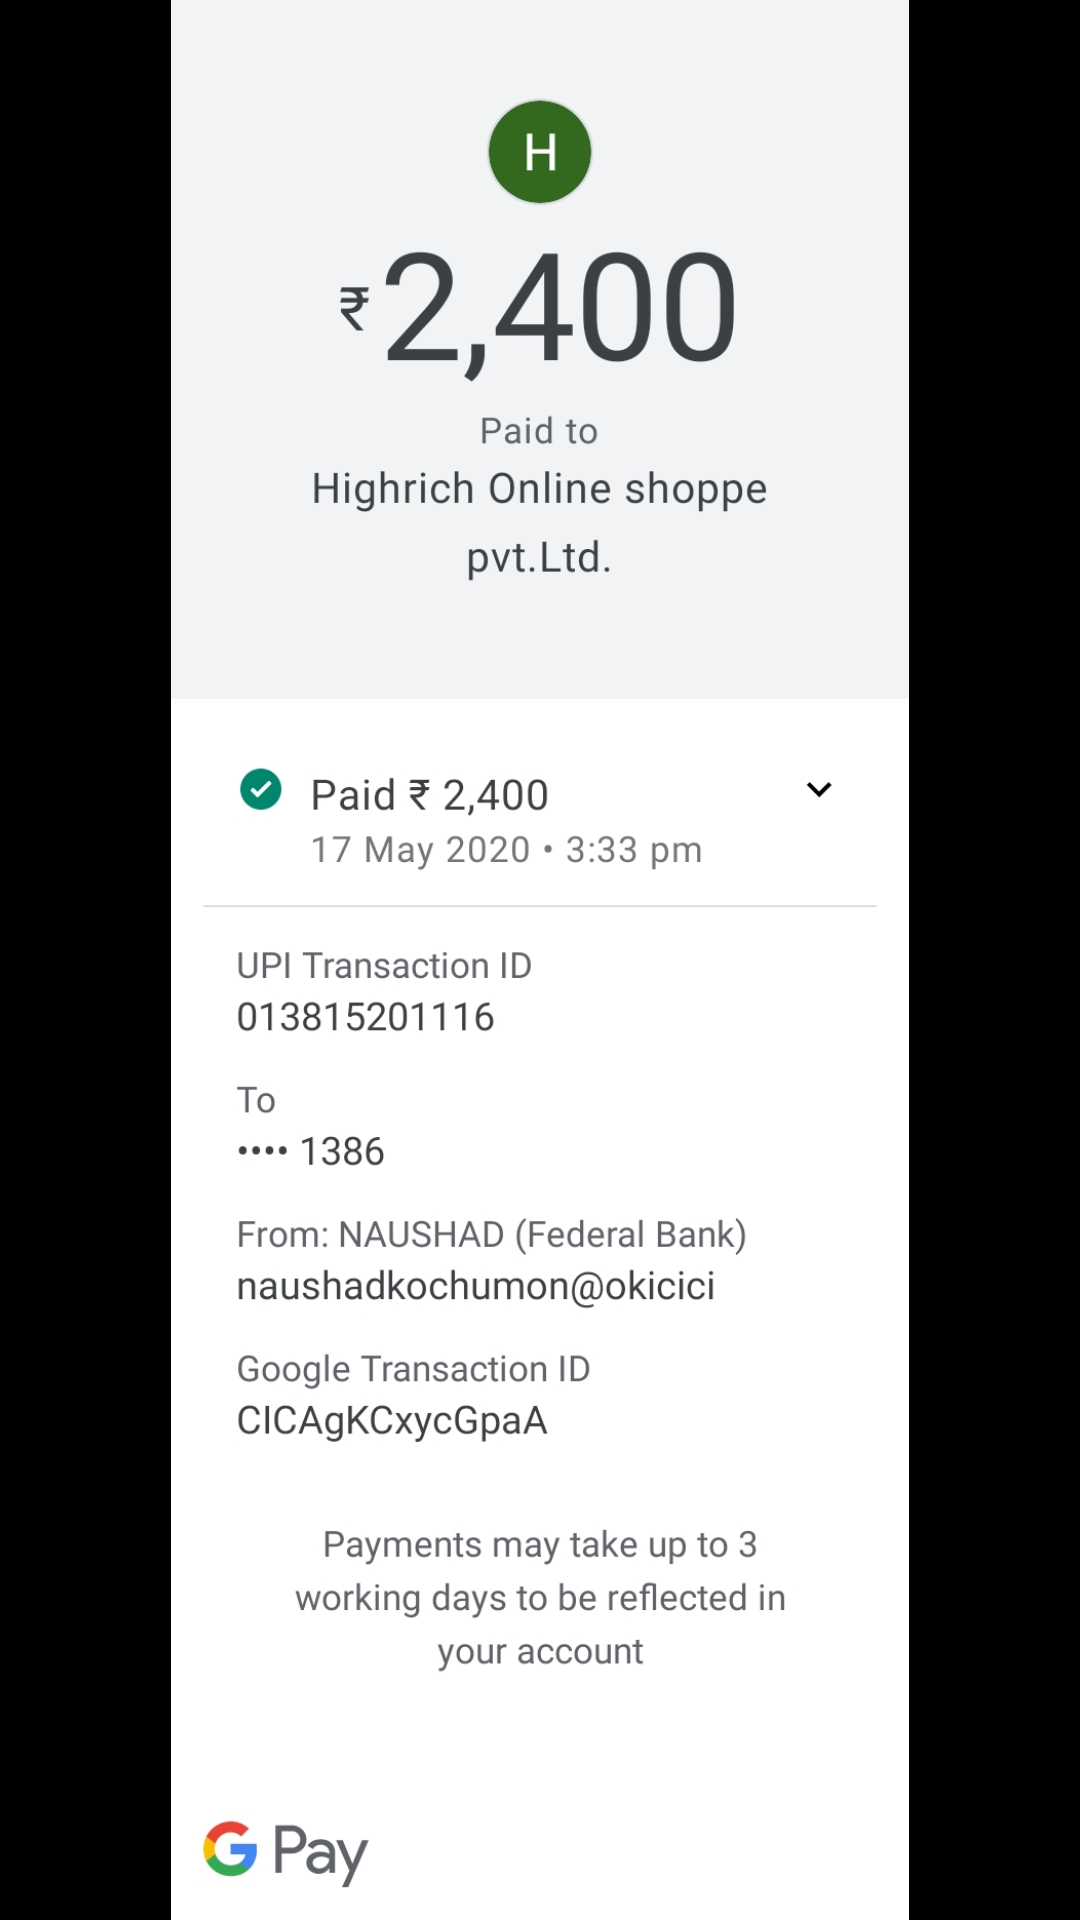 H
₹2,400
Paid to
Highrich Online shoppe
pvt.Ltd.
Paid ₹ 2,400
17 May 2020 • 3:33 pm
UPI Transaction ID
013815201116
To
•••• 1386
From: NAUSHAD (Federal Bank)
naushadkochumon@okicici
Google Transaction ID
CICAgKCxycGpaA
Payments may take up to 3
working days to be reflected in
your account
G Pay